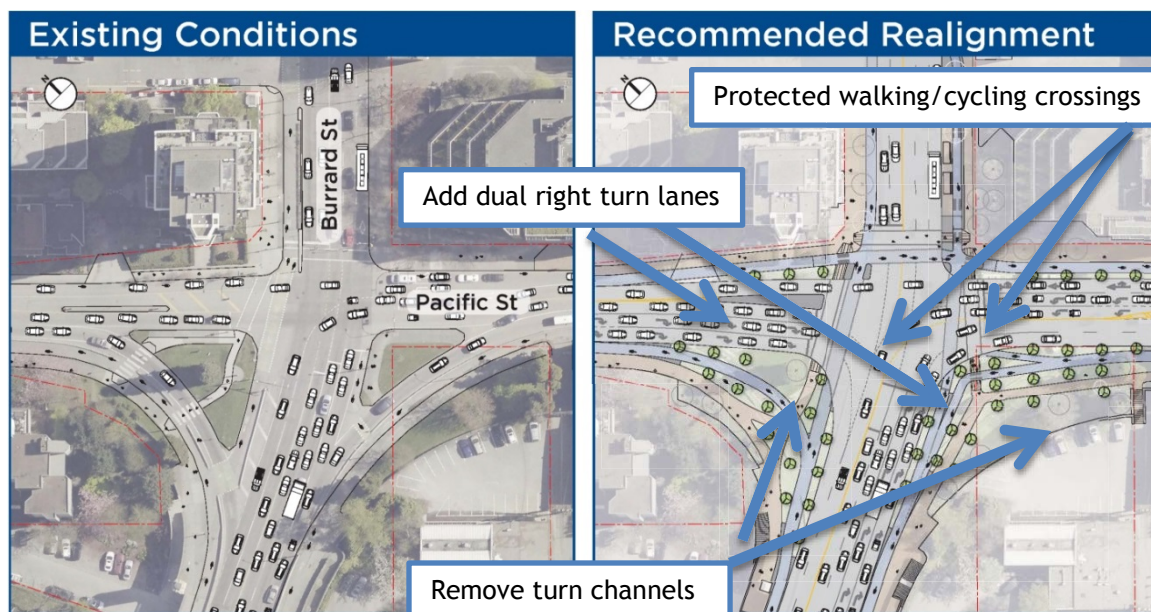 Existing Conditions
Recommended Realignment
N
N
Protected walking/cycling crossings
Burrard St
Add dual right turn lanes
Pacific St
Remove turn channels